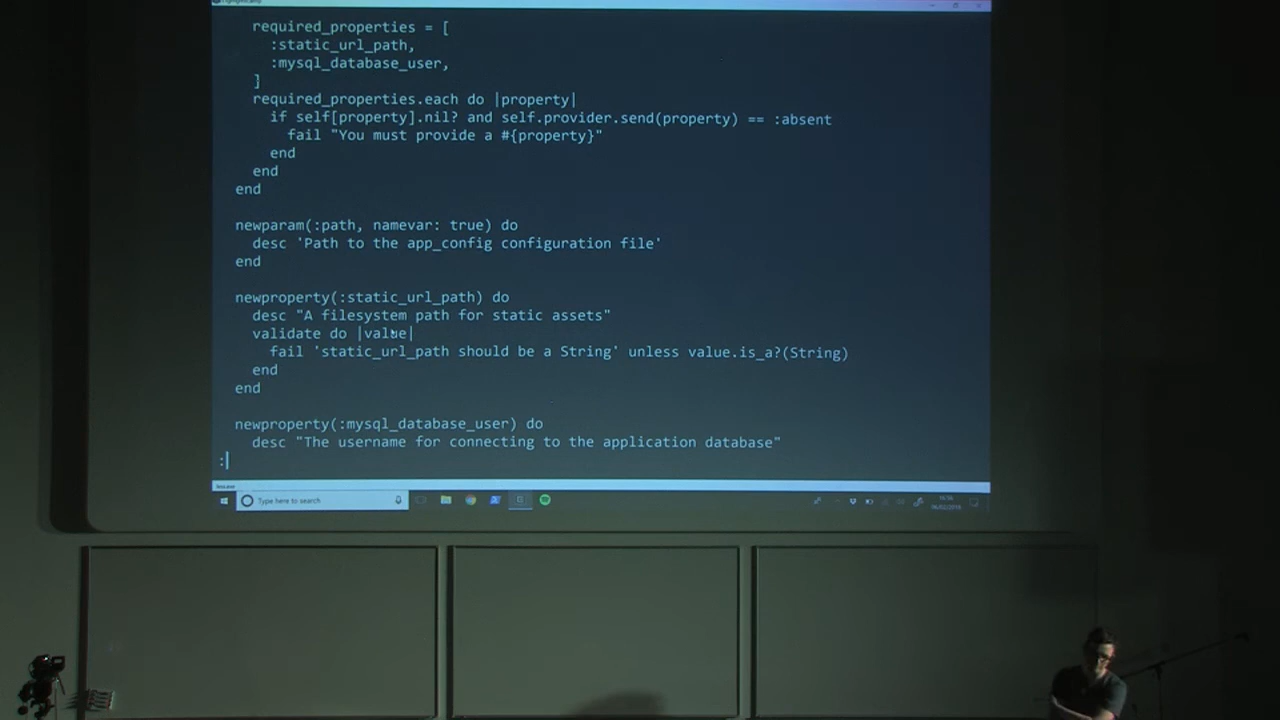 required_properties = [
:static_url_path,
:mysql_database_user,
]
required_properties.each do |property|
if self[property].nil? and self.provider.send(property) == :absent
fail "You must provide a #{property}"
end
end
end
newparam(:path, namevar: true) do
desc 'Path to the app_config configuration file'
end
newproperty(:static_url_path) do
desc "A filesystem path for static assets"
validate do |value|
fail 'static_url_path should be a String' unless value.is_a?(String)
end
end
newproperty(:mysql_database_user) do
desc "The username for connecting to the application database"
:
Type here to search